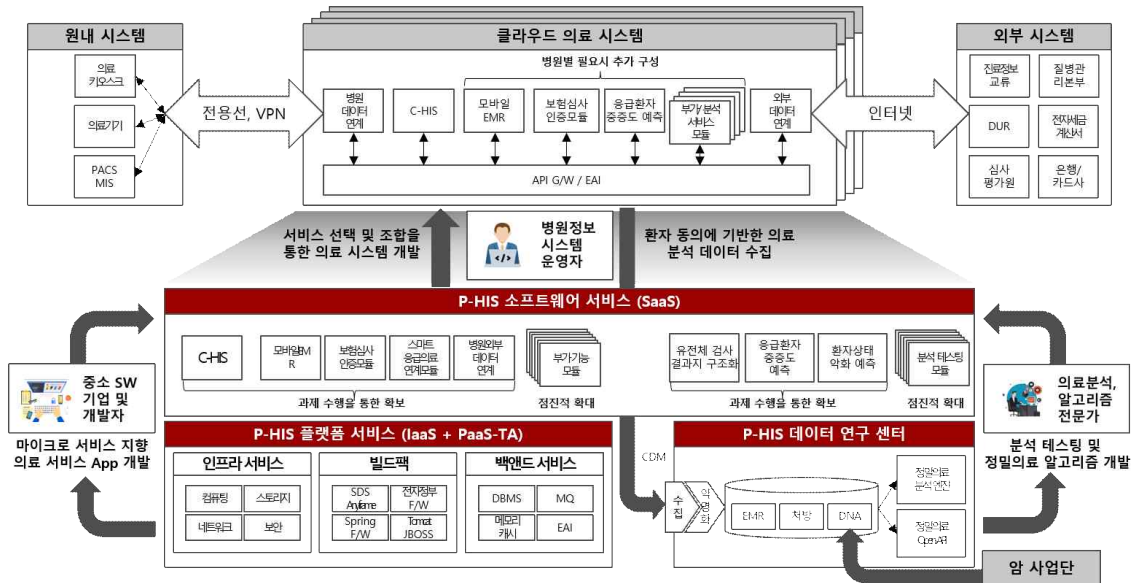 원내 시스템
의료
키오스크
의료기기
PACS
MIS
전용선, VPN
클라우드 의료 시스템
병원별 필요시 추가 구성
병원
데이터
연계
C-HIS
모바일
EMR
보험심사
인증모듈
응급환자
중증도 예측
부가/분석
서비스
모듈
외부
데이터
연계
API G/W / EAI
인터넷
외부 시스템
진료정보
교류
질병관
리본부
DUR
전자세금
계산서
심사
평가원
은행/
카드사
서비스 선택 및 조합을
통한 의료 시스템 개발
병원정보
시스템
운영자
환자 동의에 기반한 의료
분석 데이터 수집
P-HIS 소프트웨어 서비스 (SaaS)
C-HIS
모바일EM
R
보험심사
인증모듈
스마트
응급의료
연계모듈
병원외부
데이터
연계
부가기능
모듈
과제 수행을 통한 확보
점진적 확대
유전체 검사
결과지 구조화
응급환자
중증도
예측
환자상태
악화 예측
분석 테스팅
모듈
과제 수행을 통한 확보
점진적 확대
중소 SW
기업 및
개발자
마이크로 서비스 지향
의료 서비스 App 개발
의료분석,
알고리즘
전문가
분석 테스팅 및
정밀의료 알고리즘 개발
P-HIS 플랫폼 서비스 (IaaS + PaaS-TA)
인프라 서비스
컴퓨팅
스토리지
네트워크
보안
빌드팩
SDS
Anyframe
전자정부
F/W
Spring
F/W
Tomcat
JBOSS
백앤드 서비스
DBMS
MQ
메모리
캐시
EAI
P-HIS 데이터 연구 센터
CDM
수집
익명화
EMR
처방
DNA
정밀의료
분석엔진
정밀의료
OpenAPI
암 사업단